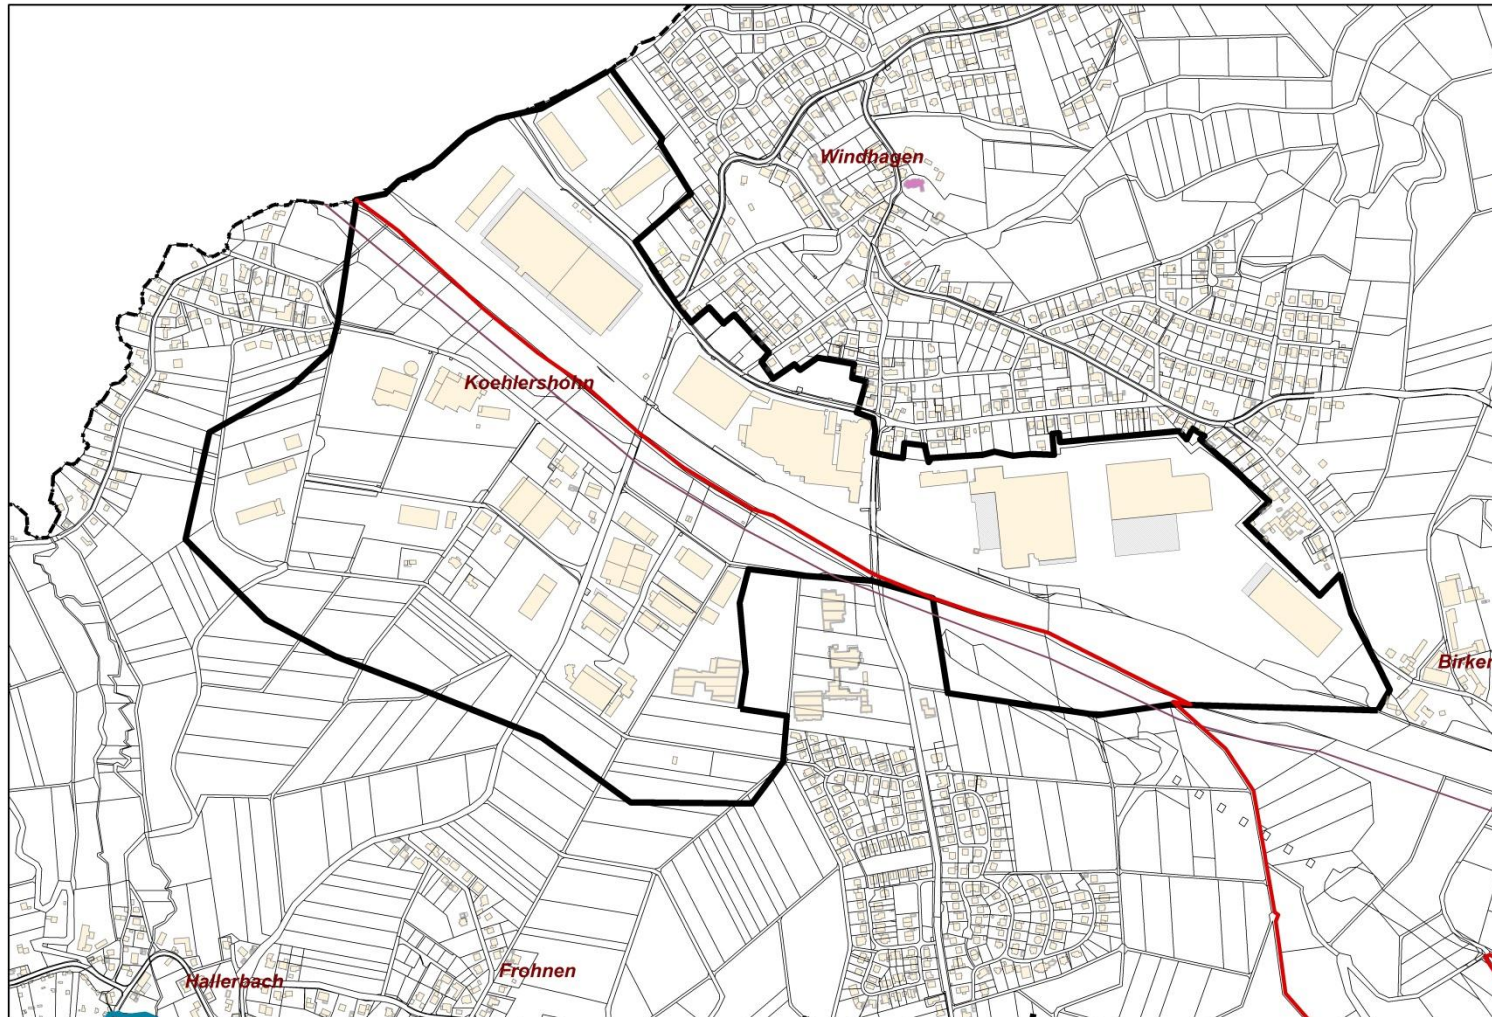 Windhagen
Koehlershohn
Birken
Frohnen
Hallerbach